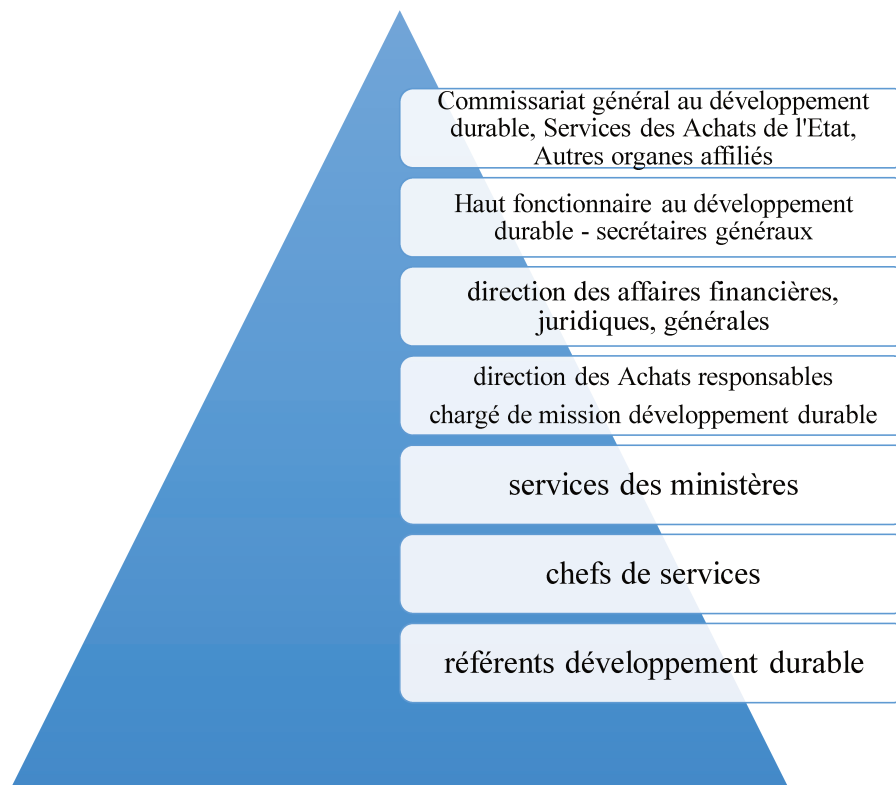 Commissariat général au développement
durable, Services des Achats de l'Etat,
Autres organes affiliés
Haut fonctionnaire au développement
durable - secrétaires généraux
direction des affaires financières,
juridiques, générales
direction des Achats responsables
chargé de mission développement durable
services des ministères
chefs de services
référents développement durable